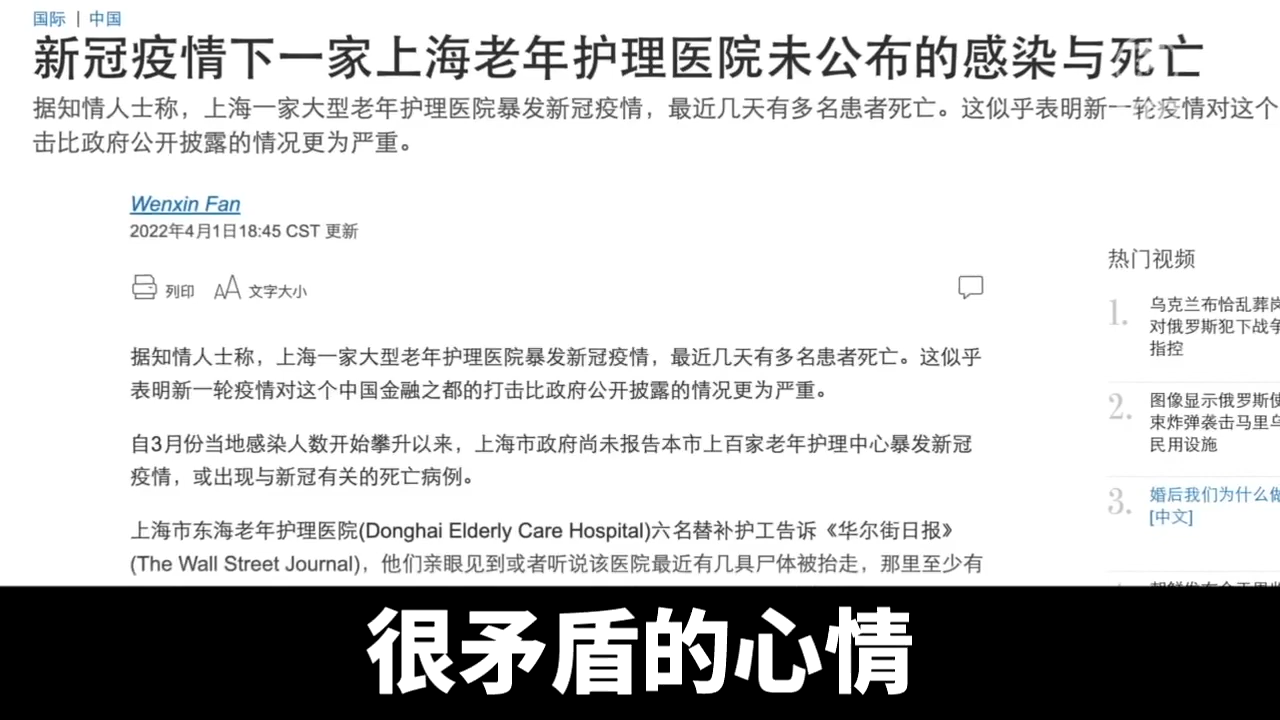 国际 | 中国
新冠疫情下一家上海老年护理医院未公布的感染与死亡
据知情人士称，上海一家大型老年护理医院暴发新冠疫情，最近几天有多名患者死亡。这似乎表明新一轮疫情对这个
击比政府公开披露的情况更为严重。
Wenxin Fan
2022年4月1日18:45 CST 更新
列印 AA 文字大小
热门视频
1. 乌克兰布恰乱葬岗
对俄罗斯犯下战争
指控
据知情人士称，上海一家大型老年护理医院暴发新冠疫情，最近几天有多名患者死亡。这似乎
表明新一轮疫情对这个中国金融之都的打击比政府公开披露的情况更为严重。
2. 图像显示俄罗斯使
束炸弹袭击马里乌
民用设施
自3月份当地感染人数开始攀升以来，上海市政府尚未报告本市上百家老年护理中心暴发新冠
疫情，或出现与新冠有关的死亡病例。
3. 婚后我们为什么做
[中文]
上海市东海老年护理医院(Donghai Elderly Care Hospital)六名替补护工告诉《华尔街日报》
(The Wall Street Journal)，他们亲眼见到或者听说该医院最近有几具尸体被抬走，那里至少有
很矛盾的心情